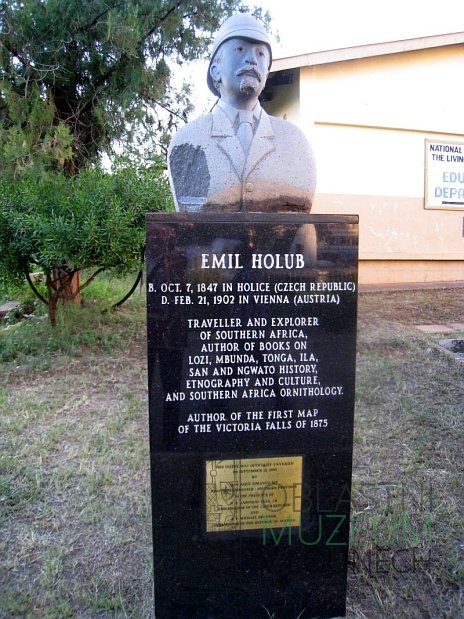 EMIL HOLUB
B. OCT. 7, 1847 IN HOLICE (CZECH REPUBLIC)
D. FEB. 21, 1902 IN VIENNA (AUSTRIA)
TRAVELLER AND EXPLORER
OF SOUTHERN AFRICA,
AUTHOR OF BOOKS ON
LOZI, MBUNDA, TONGA, ILA,
SAN AND NGWATO HISTORY,
ETNOGRAPHY AND CULTURE,
AND SOUTHERN AFRICA ORNITHOLOGY.
AUTHOR OF THE FIRST MAP
OF THE VICTORIA FALLS OF 1875
NATIONAL
THE LIVIN
EDU
DEPA
OBLASTN
MUZEUM
NECH